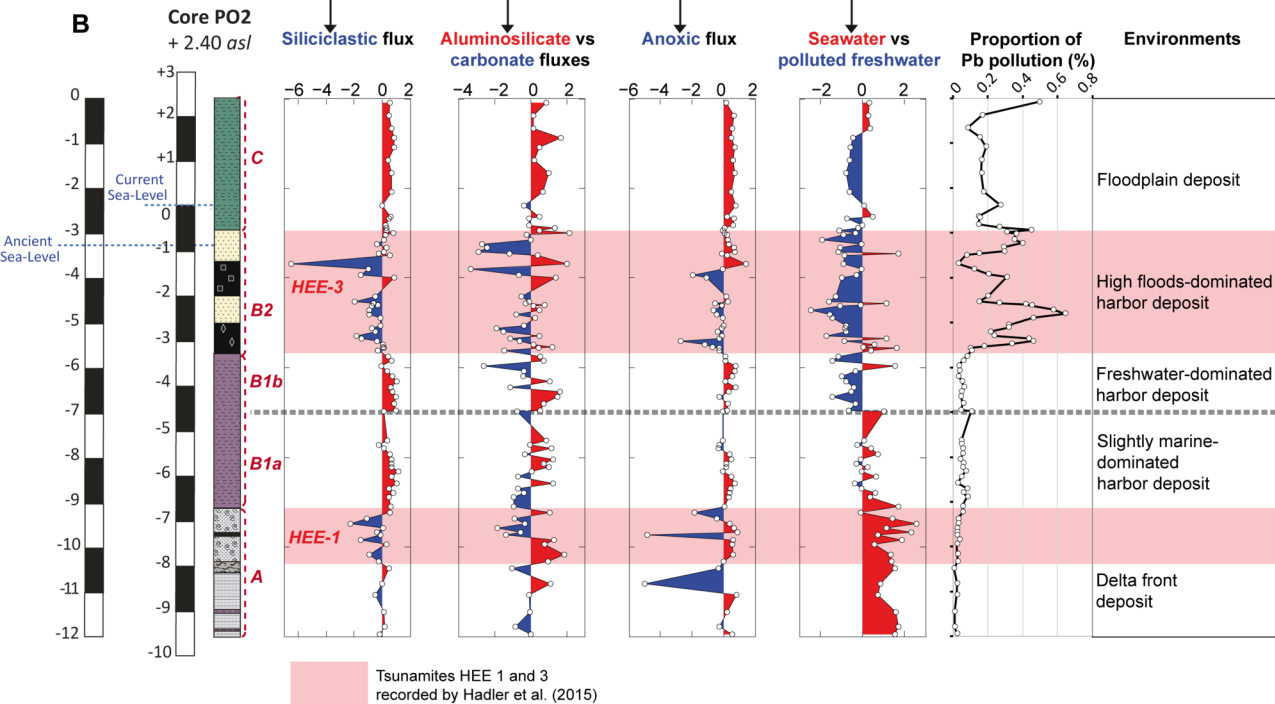 B
Core PO2
+ 2.40 asl
Siliciclastic flux
Aluminosilicate vs
carbonate fluxes
Anoxic flux
Seawater vs
polluted freshwater
Proportion of
Pb pollution (%)
Environments
0
-1
-2
-3
-4
-5
-6
-7
-8
-9
-10
-11
-12
+3
+2
+1
0
-1
-2
-3
-4
-5
-6
-7
-8
-9
-10
−6 −4 −2 0 2
−4 −2 0 2
−6 −4 −2 0 2
−2 0 2
0 0.2 0.4 0.6 0.8
Current
Sea-Level
Ancient
Sea-Level
C
B2
B1b
B1a
A
HEE-3
HEE-1
Floodplain deposit
High floods-dominated
harbor deposit
Freshwater-dominated
harbor deposit
Slightly marine-
dominated
harbor deposit
Delta front
deposit
Tsunamites HEE 1 and 3
recorded by Hadler et al. (2015)